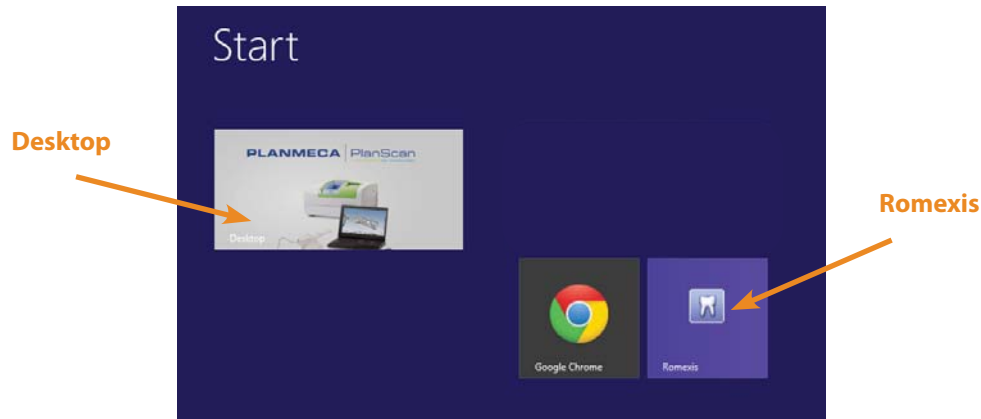 Start
Desktop
PLANMECA PlanScan
Desktop
Romexis
Google Chrome
Romexis